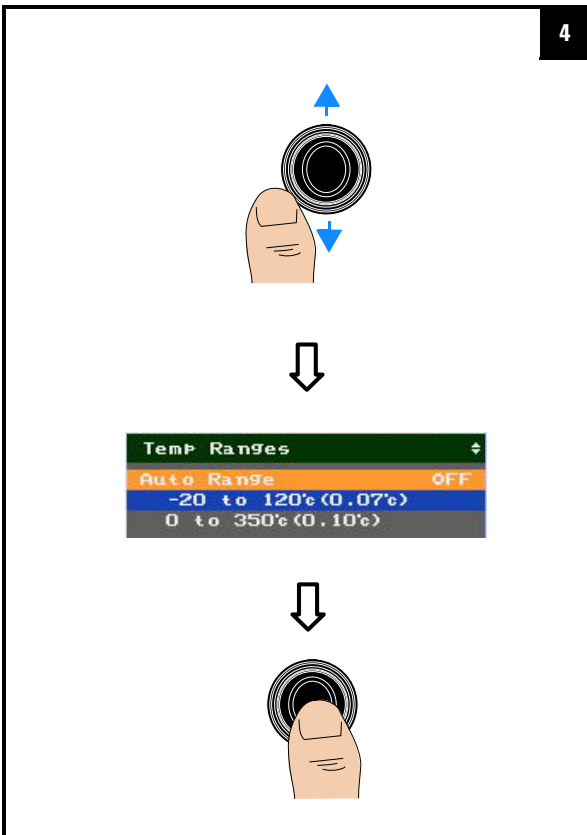 4
Temp Ranges
Auto Range OFF
-20 to 120℃(0.07℃)
0 to 350℃(0.10℃)